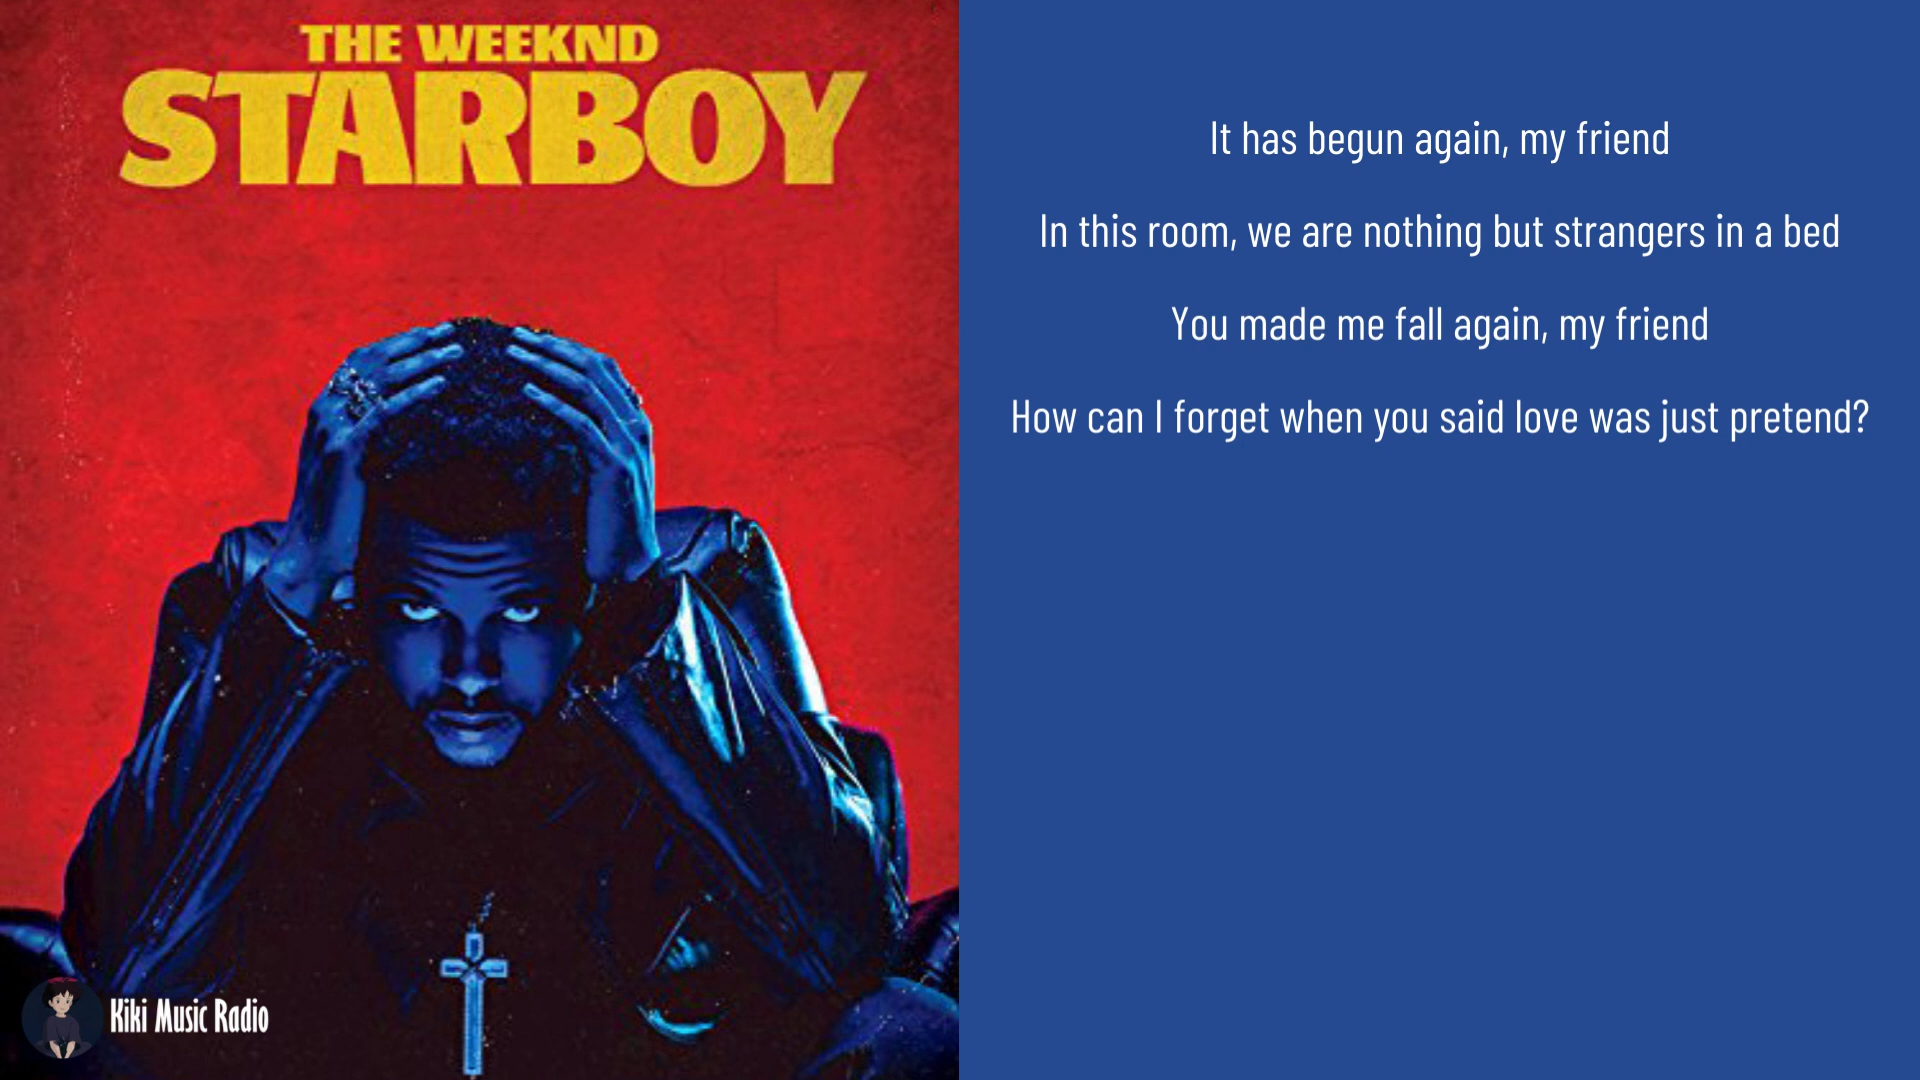 THE WEEKND
STARBOY
It has begun again, my friend
In this room, we are nothing but strangers in a bed
You made me fall again, my friend
How can I forget when you said love was just pretend?
Kiki Music Radio